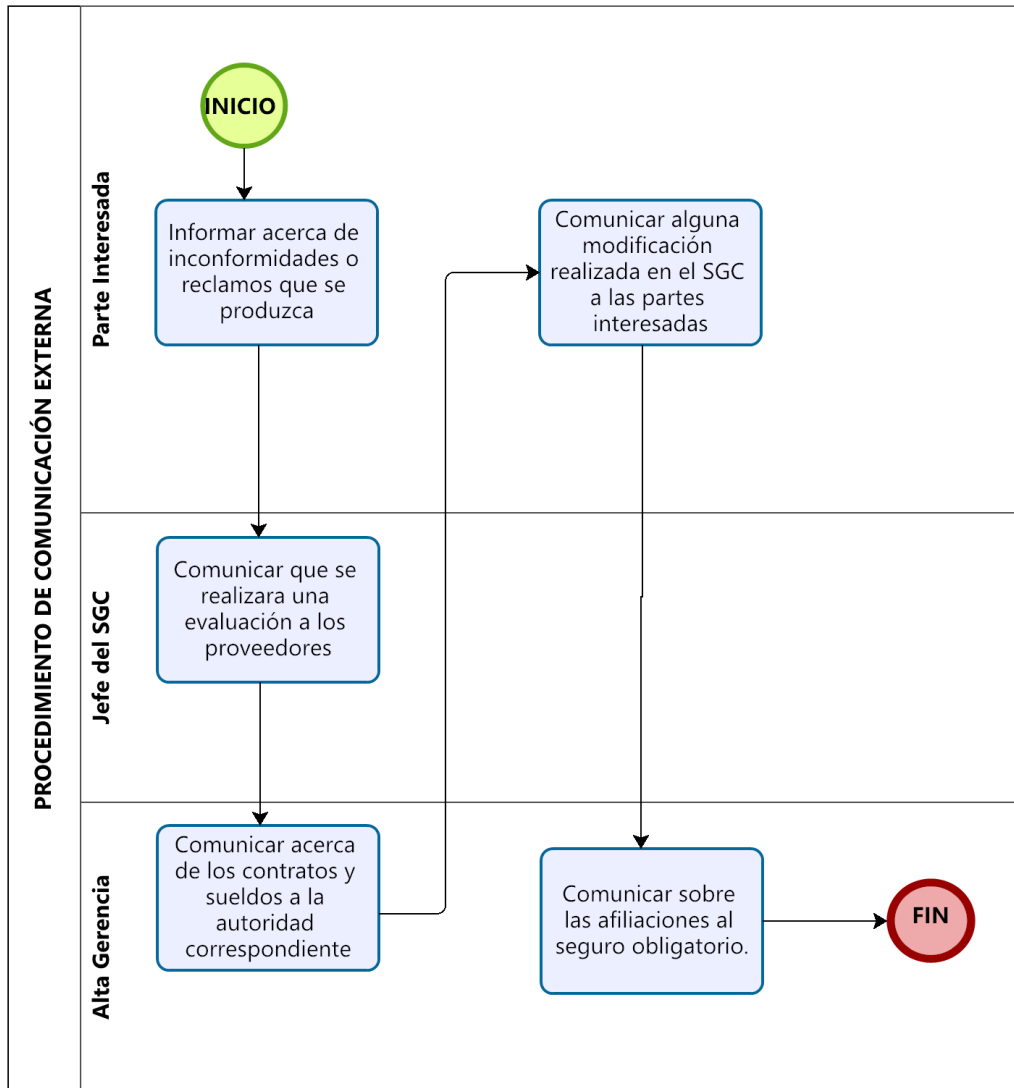 PROCEDIMIENTO DE COMUNICACIÓN EXTERNA
Parte Interesada
INICIO
Informar acerca de
inconformidades o
reclamos que se
produzca
Comunicar alguna
modificación
realizada en el SGC
a las partes
interesadas
Jefe del SGC
Comunicar que se
realizara una
evaluación a los
proveedores
Alta Gerencia
Comunicar acerca
de los contratos y
sueldos a la
autoridad
correspondiente
Comunicar sobre
las afiliaciones al
seguro obligatorio.
FIN